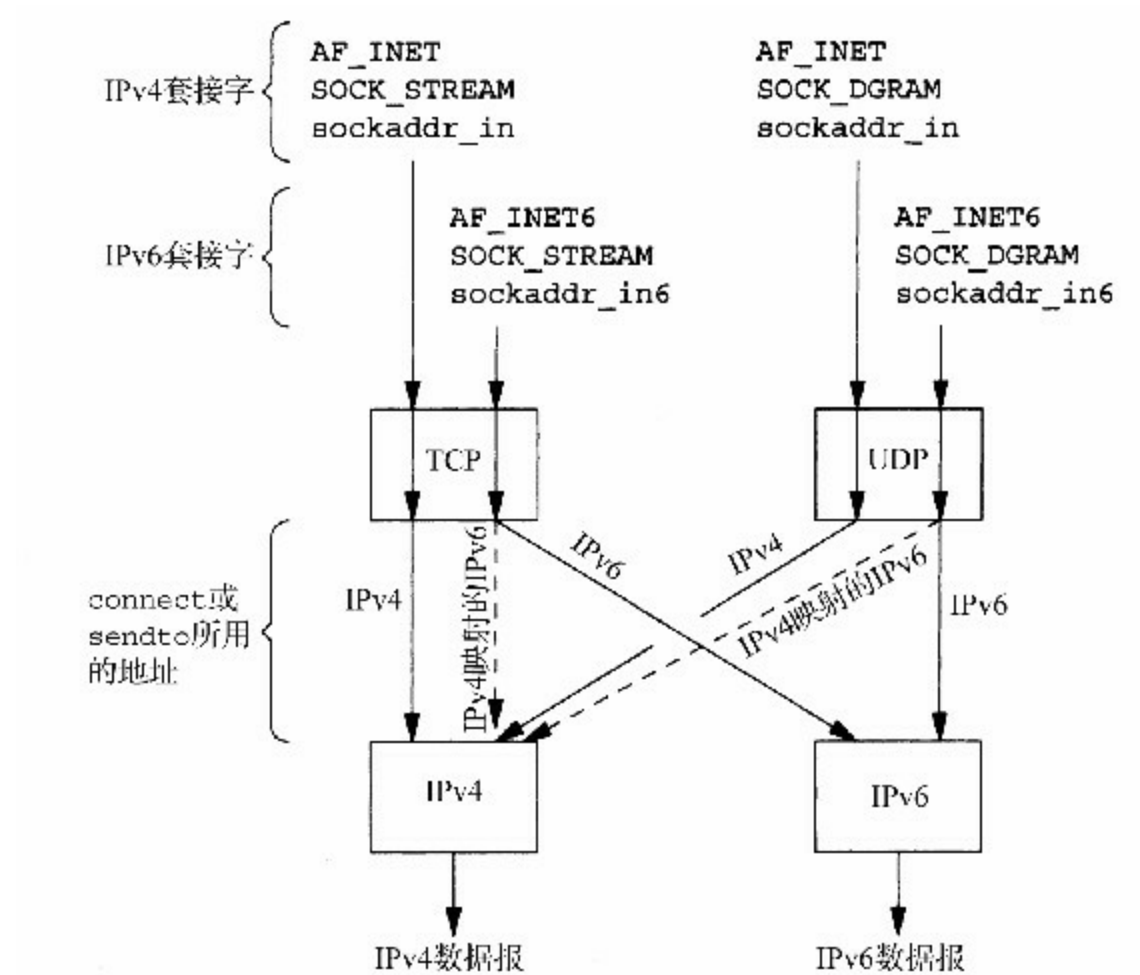 IPv4套接字
AF_INET
SOCK_STREAM
sockaddr_in
AF_INET
SOCK_DGRAM
sockaddr_in
IPv6套接字
AF_INET6
SOCK_STREAM
sockaddr_in6
AF_INET6
SOCK_DGRAM
sockaddr_in6
TCP
UDP
connect或
sendto所用
的地址
IPv4
IPv4映射的IPv6
IPv6
IPv4
IPv4映射的IPv6
IPv6
IPv4
IPv6
IPv4数据报
IPv6数据报